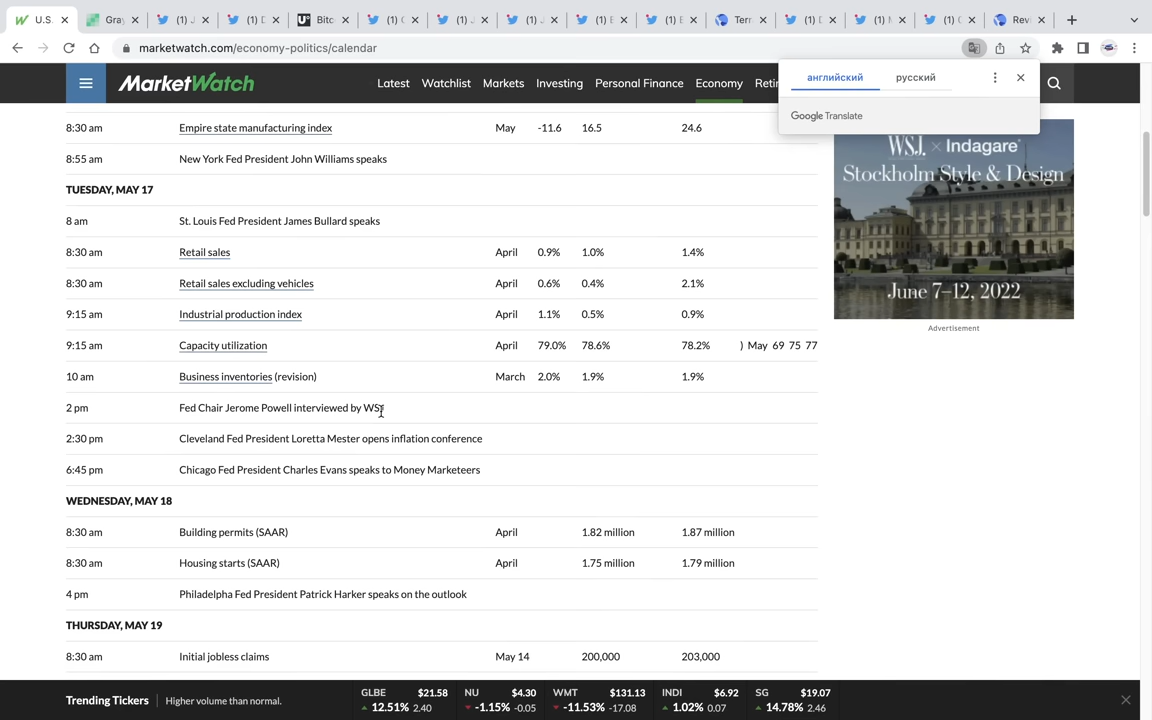 U.S.
Gray
(1) J
(1) D
Bitc
(1) C
(1) J
(1) J
(1) E
(1) E
Terr
(1) D
(1) M
(1) C
Revi
marketwatch.com/economy-politics/calendar
MarketWatch
Latest Watchlist Markets Investing Personal Finance Economy Retir
английский русский
Google Translate
8:30 am Empire state manufacturing index May -11.6 16.5 24.6
8:55 am New York Fed President John Williams speaks
TUESDAY, MAY 17
8 am St. Louis Fed President James Bullard speaks
8:30 am Retail sales April 0.9% 1.0% 1.4%
8:30 am Retail sales excluding vehicles April 0.6% 0.4% 2.1%
9:15 am Industrial production index April 1.1% 0.5% 0.9%
9:15 am Capacity utilization April 79.0% 78.6% 78.2% ) May 69 75 77
10 am Business inventories (revision) March 2.0% 1.9% 1.9%
2 pm Fed Chair Jerome Powell interviewed by WSJ
2:30 pm Cleveland Fed President Loretta Mester opens inflation conference
6:45 pm Chicago Fed President Charles Evans speaks to Money Marketeers
WEDNESDAY, MAY 18
8:30 am Building permits (SAAR) April 1.82 million 1.87 million
8:30 am Housing starts (SAAR) April 1.75 million 1.79 million
4 pm Philadelpha Fed President Patrick Harker speaks on the outlook
THURSDAY, MAY 19
8:30 am Initial jobless claims May 14 200,000 203,000
WSJ × Indagare
Stockholm Style & Design
June 7–12, 2022
Advertisement
Trending Tickers Higher volume than normal.
GLBE $21.58
12.51% 2.40
NU $4.30
-1.15% -0.05
WMT $131.13
-11.53% -17.08
INDI $6.92
1.02% 0.07
SG $19.07
14.78% 2.46